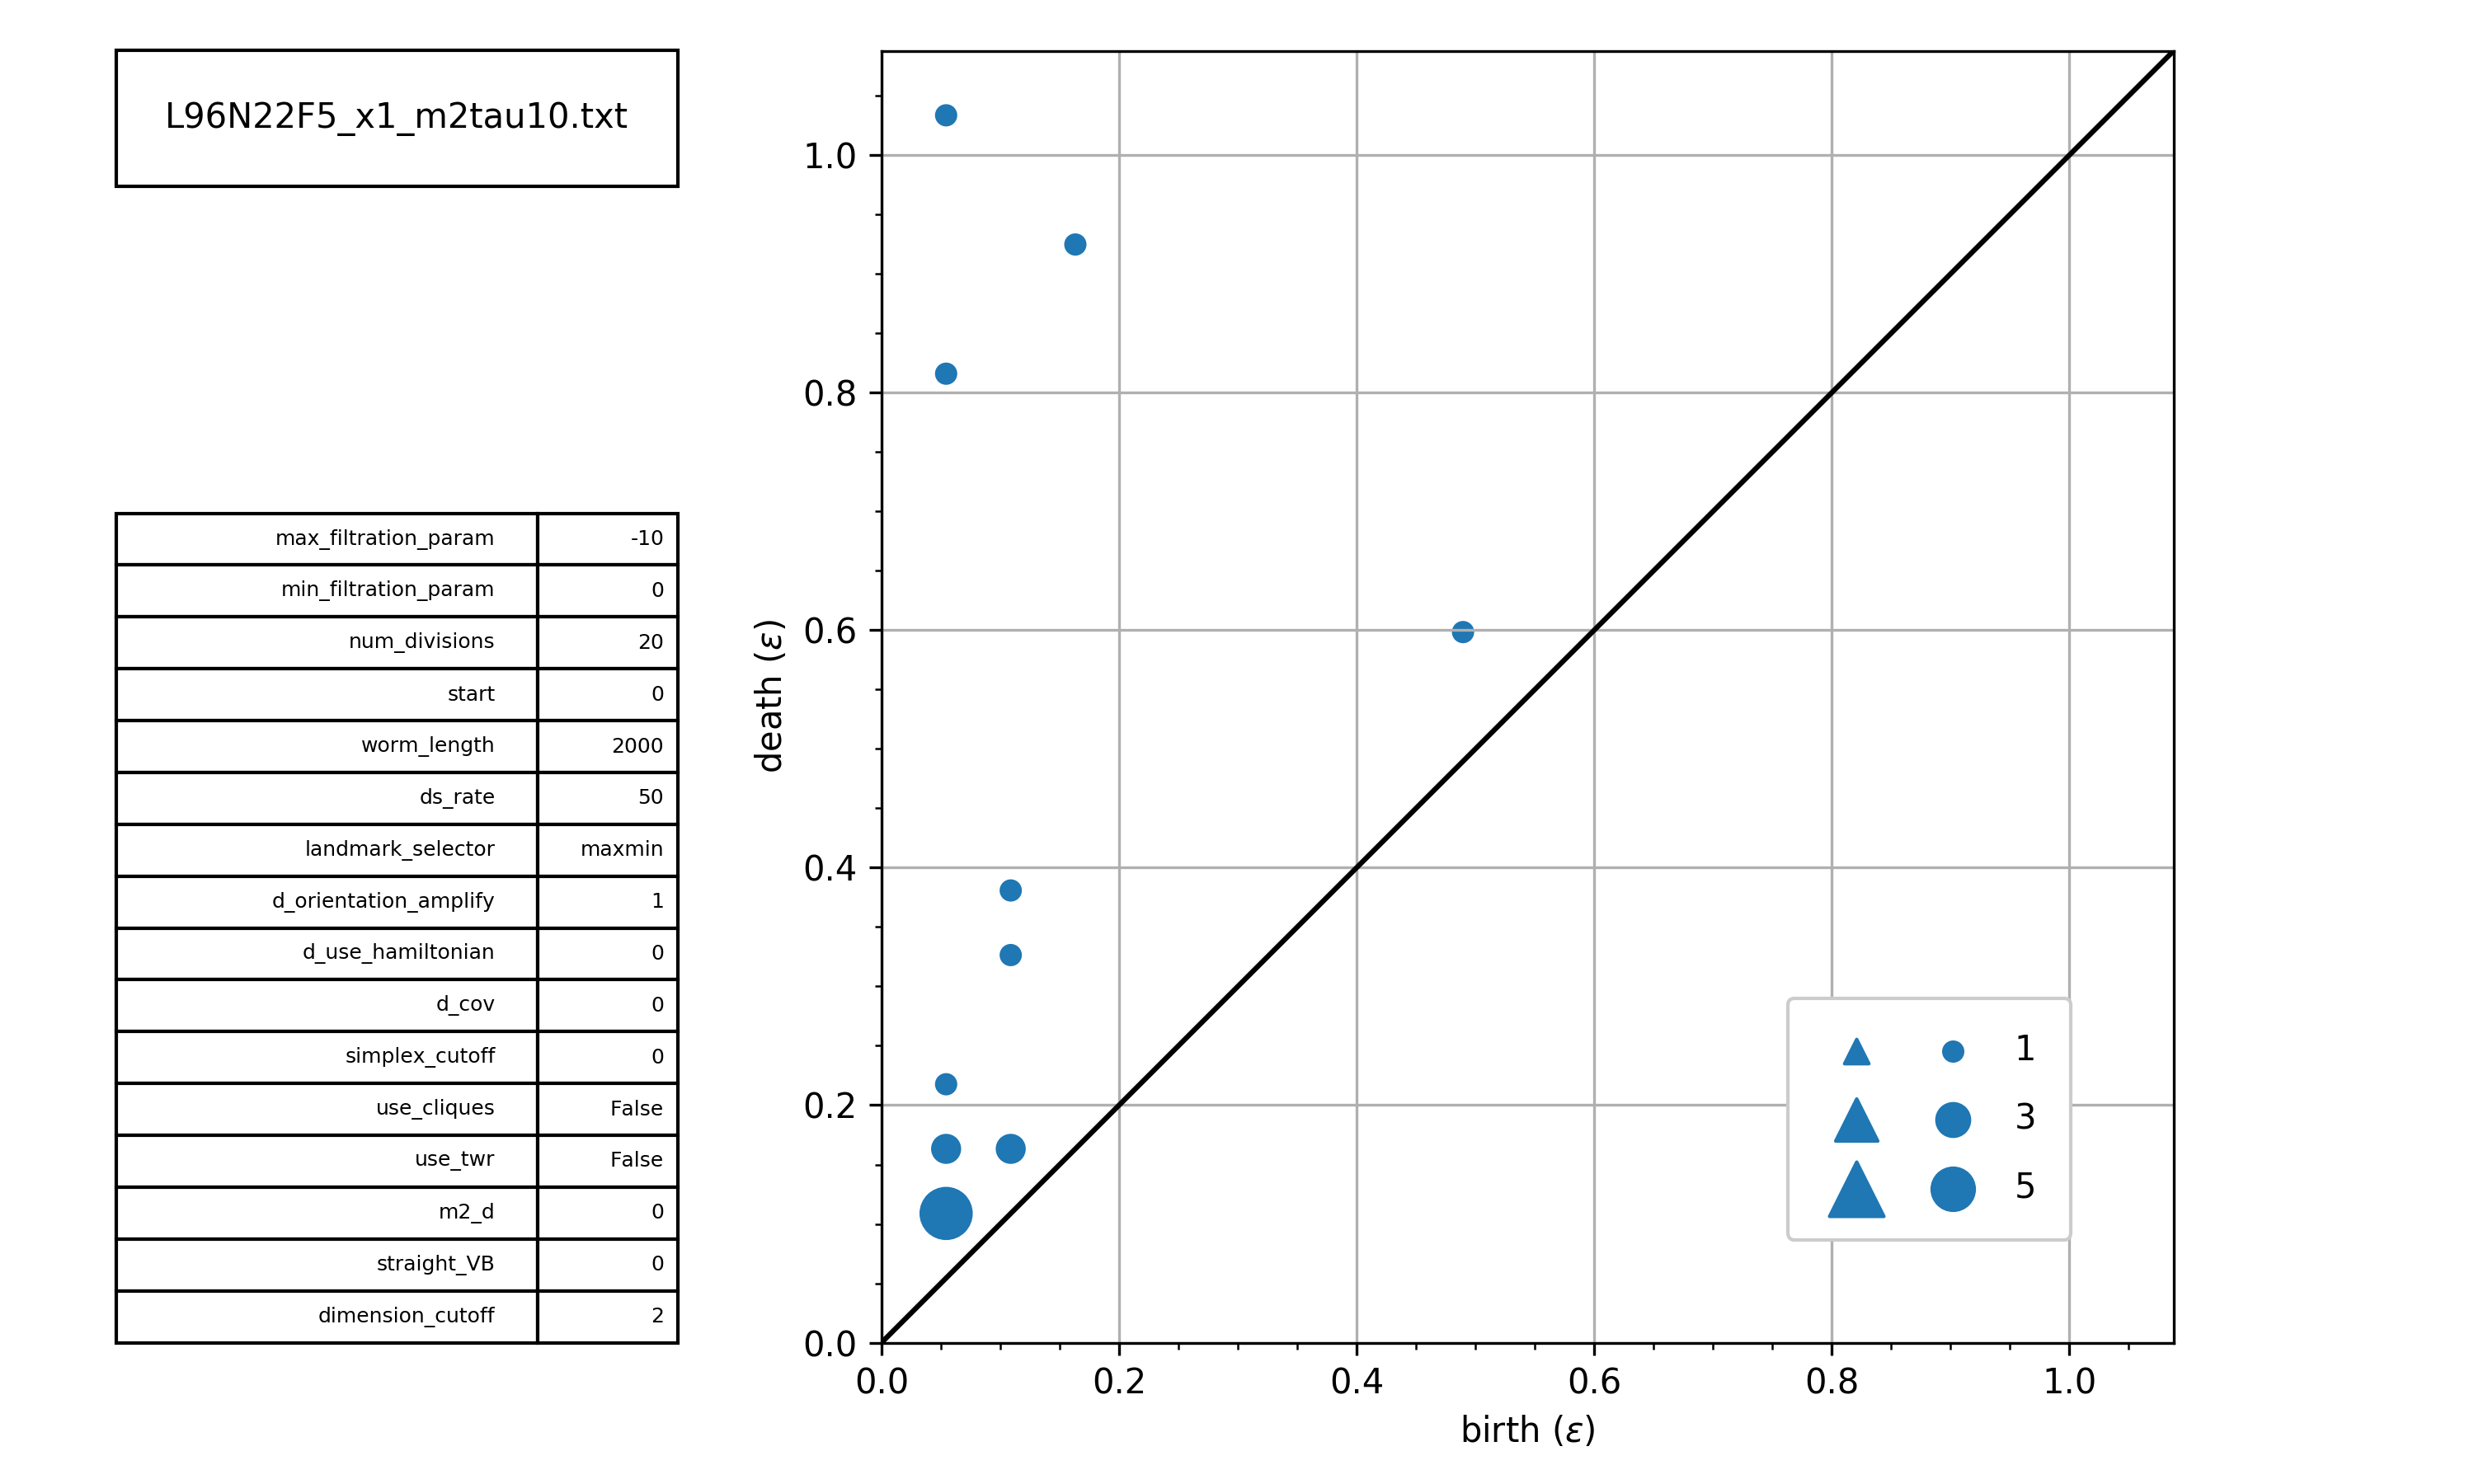 L96N22F5_x1_m2tau10.txt
max_filtration_param -10
min_filtration_param 0
num_divisions 20
start 0
worm_length 2000
ds_rate 50
landmark_selector maxmin
d_orientation_amplify 1
d_use_hamiltonian 0
d_cov 0
simplex_cutoff 0
use_cliques False
use_twr False
m2_d 0
straight_VB 0
dimension_cutoff 2
death (ε)
1.0
0.8
0.6
0.4
0.2
0.0
0.0 0.2 0.4 0.6 0.8 1.0
birth (ε)
1
3
5